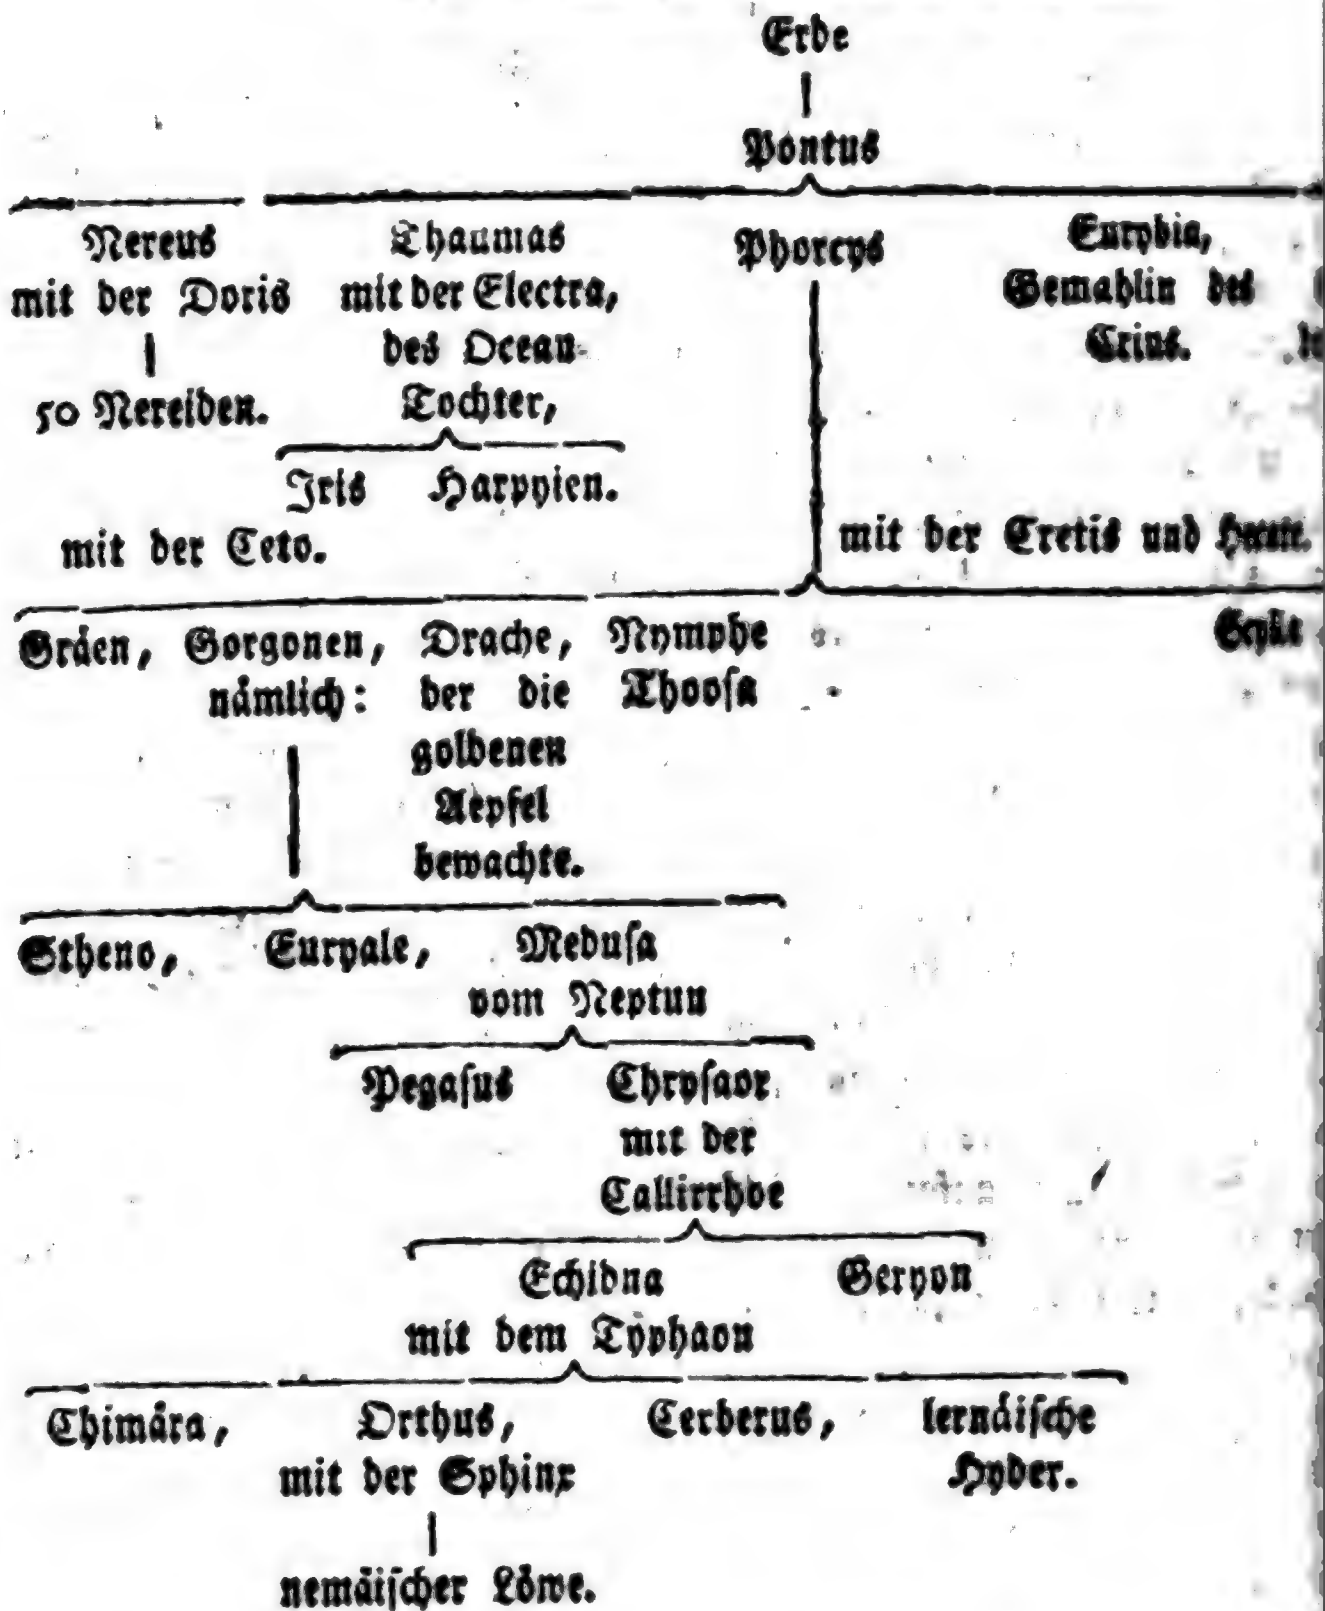 Erde
Pontus
Nereus Thaumas Phorcys Eurybia,
mit der Doris mit der Electra, Gemahlin des
des Ocean Crius.
50 Nereiden. Tochter,
Iris Harpyien.
mit der Ceto. mit der Cretis und
Gräen, Gorgonen, Drache, Nymphe
nämlich: der die Thoosa
goldenen
Aepfel
bewachte.
Stheno, Euryale, Medusa
vom Neptun
Pegasus Chrysaor
mit der
Callirrhoe
Echidna Geryon
mit dem Typhaon
Chimära, Orthus, Cerberus, lernäische
mit der Sphinx Hyder.
nemäischer Löwe.